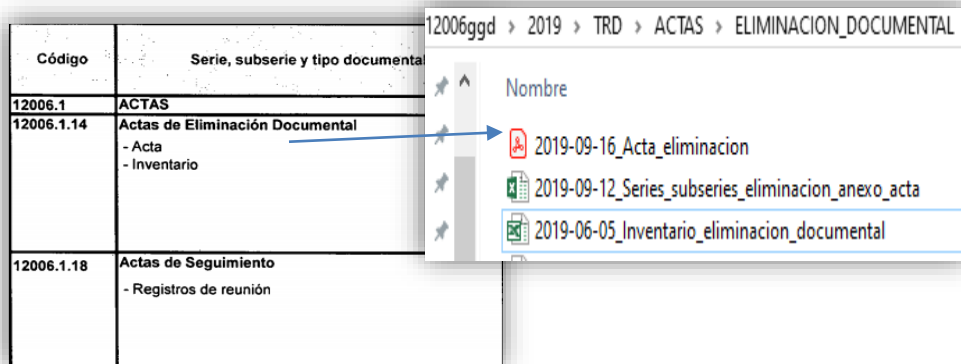 Código
Serie, subserie y tipo documental
12006.1
ACTAS
12006.1.14
Actas de Eliminación Documental
- Acta
- Inventario
12006.1.18
Actas de Seguimiento
- Registros de reunión
12006ggd > 2019 > TRD > ACTAS > ELIMINACION_DOCUMENTAL
Nombre
2019-09-16_Acta_eliminacion
2019-09-12_Series_subseries_eliminacion_anexo_acta
2019-06-05_Inventario_eliminacion_documental